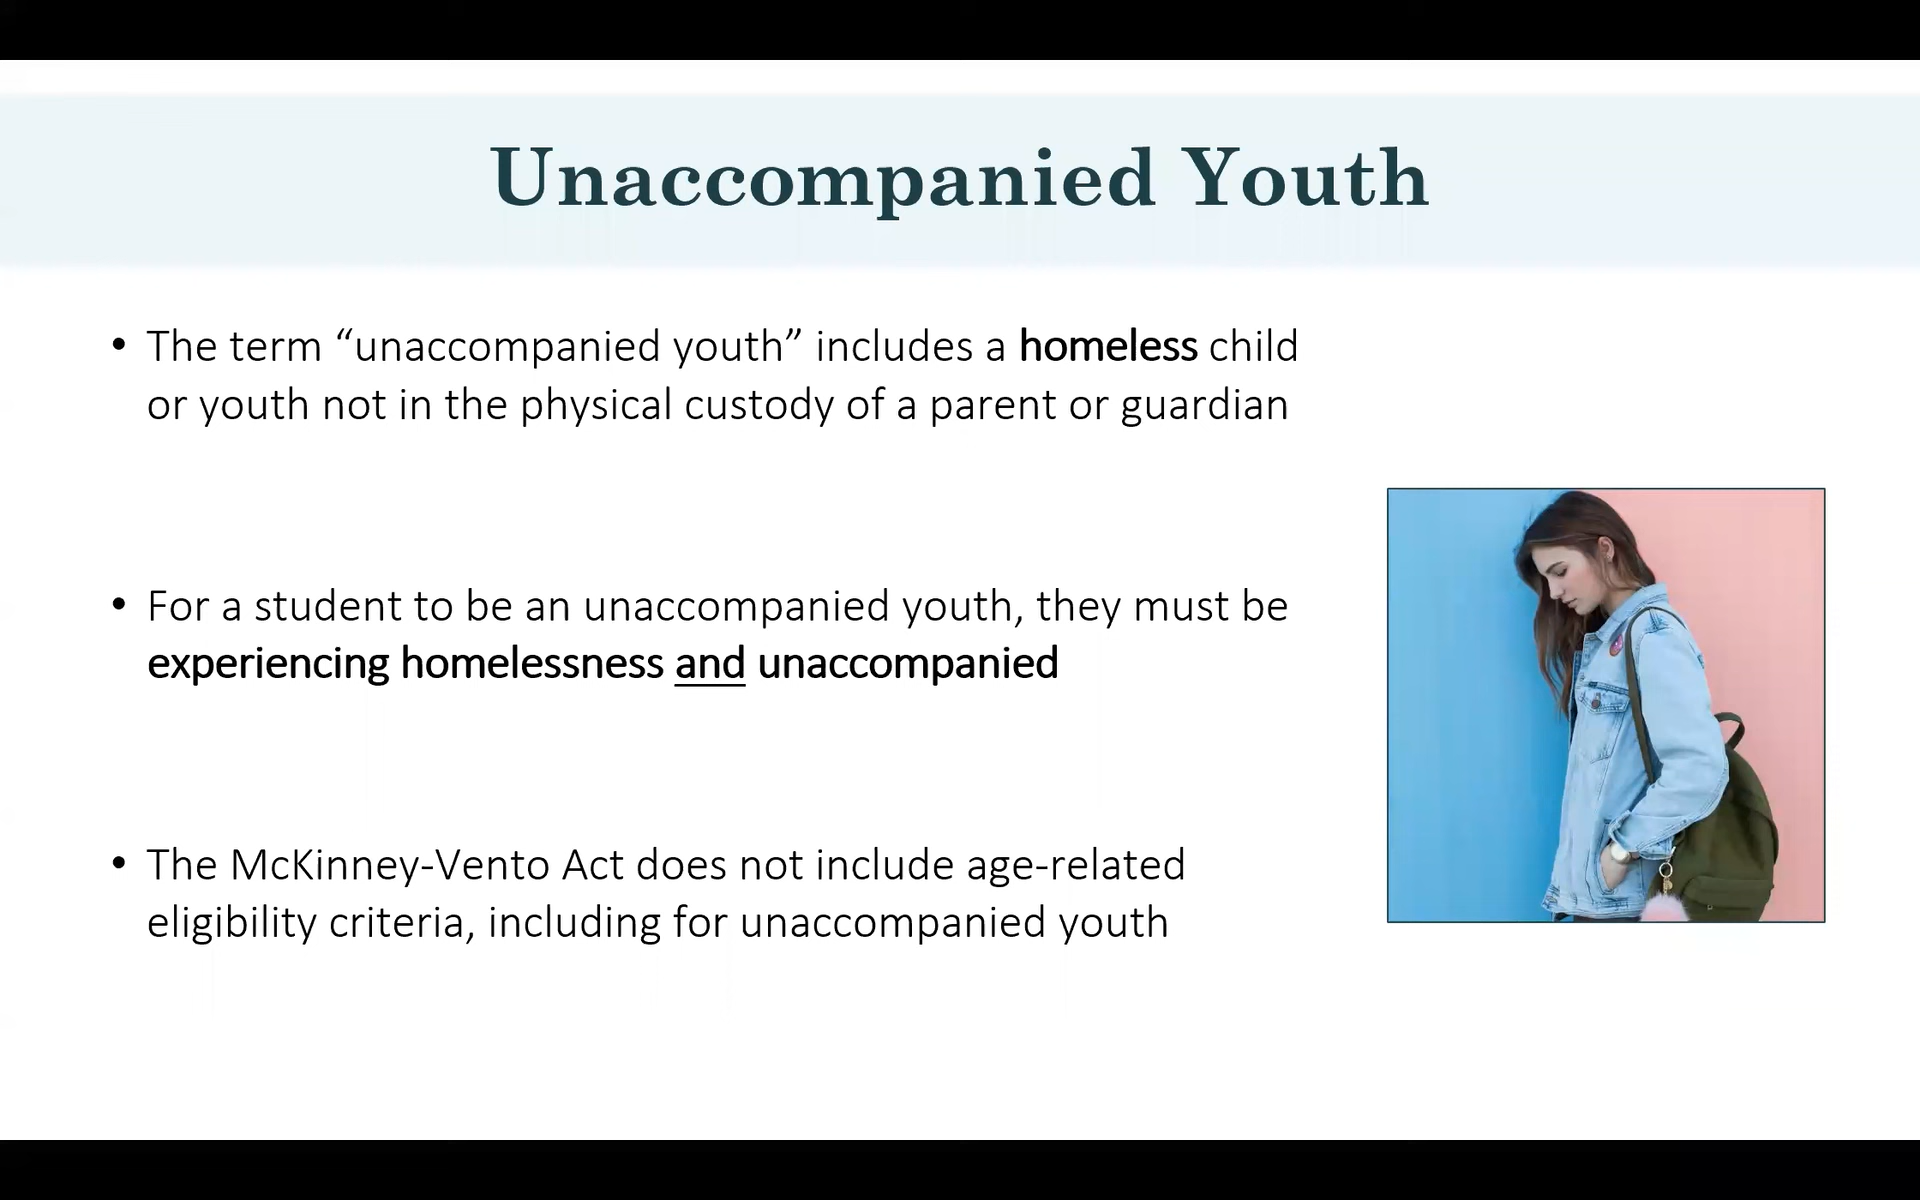 Unaccompanied Youth
• The term “unaccompanied youth” includes a homeless child
or youth not in the physical custody of a parent or guardian
• For a student to be an unaccompanied youth, they must be
experiencing homelessness and unaccompanied
• The McKinney-Vento Act does not include age-related
eligibility criteria, including for unaccompanied youth